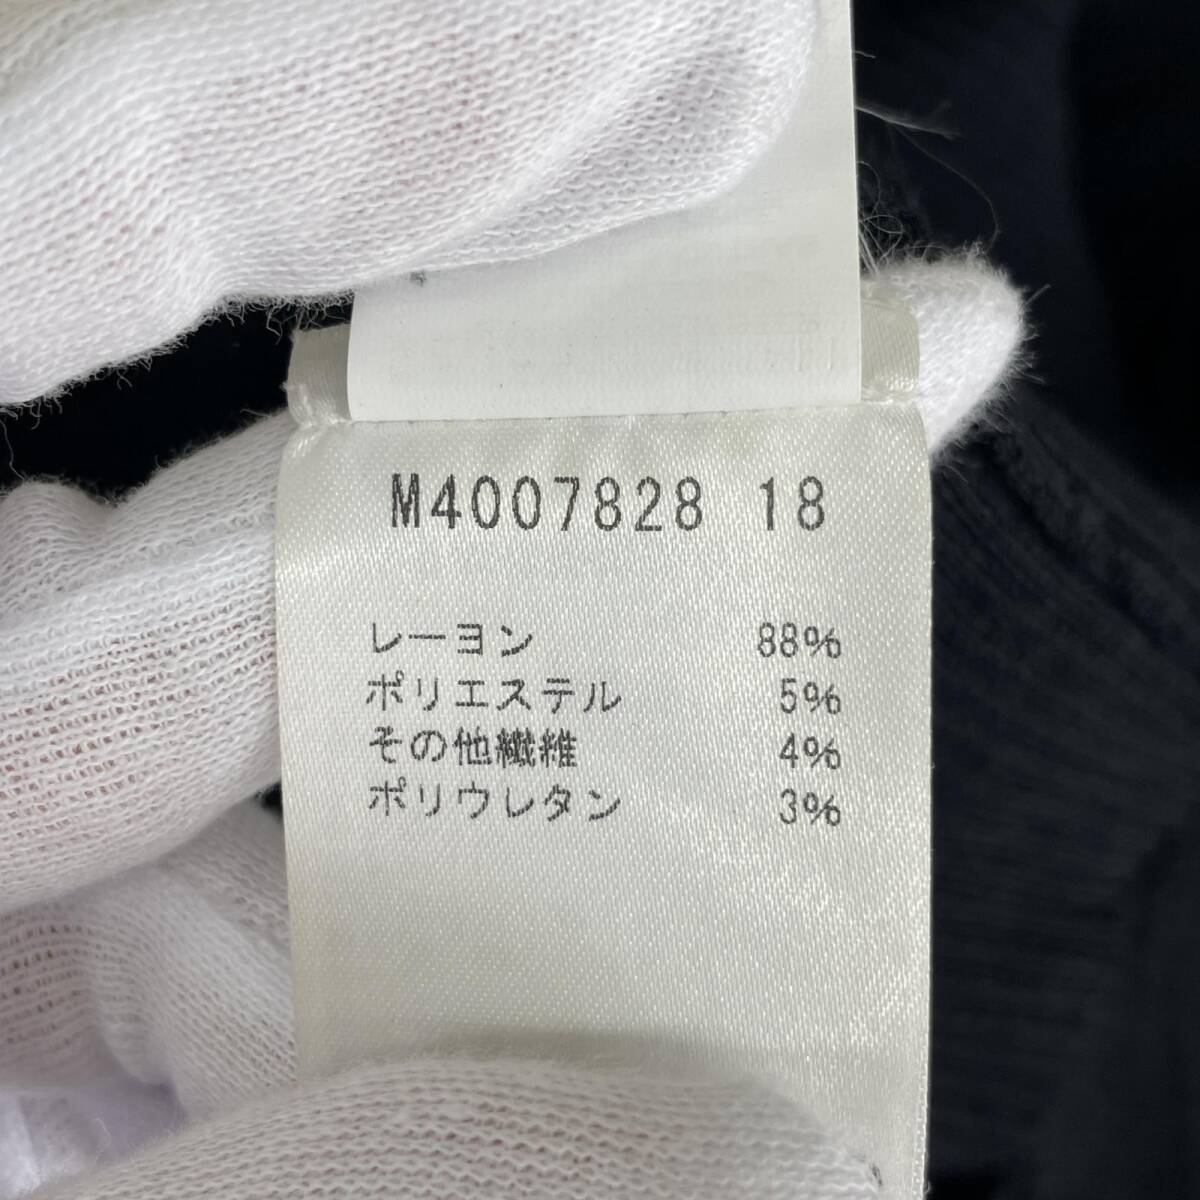 M4007828 18
レーヨン 88%
ポリエステル 5%
その他繊維 4%
ポリウレタン 3%